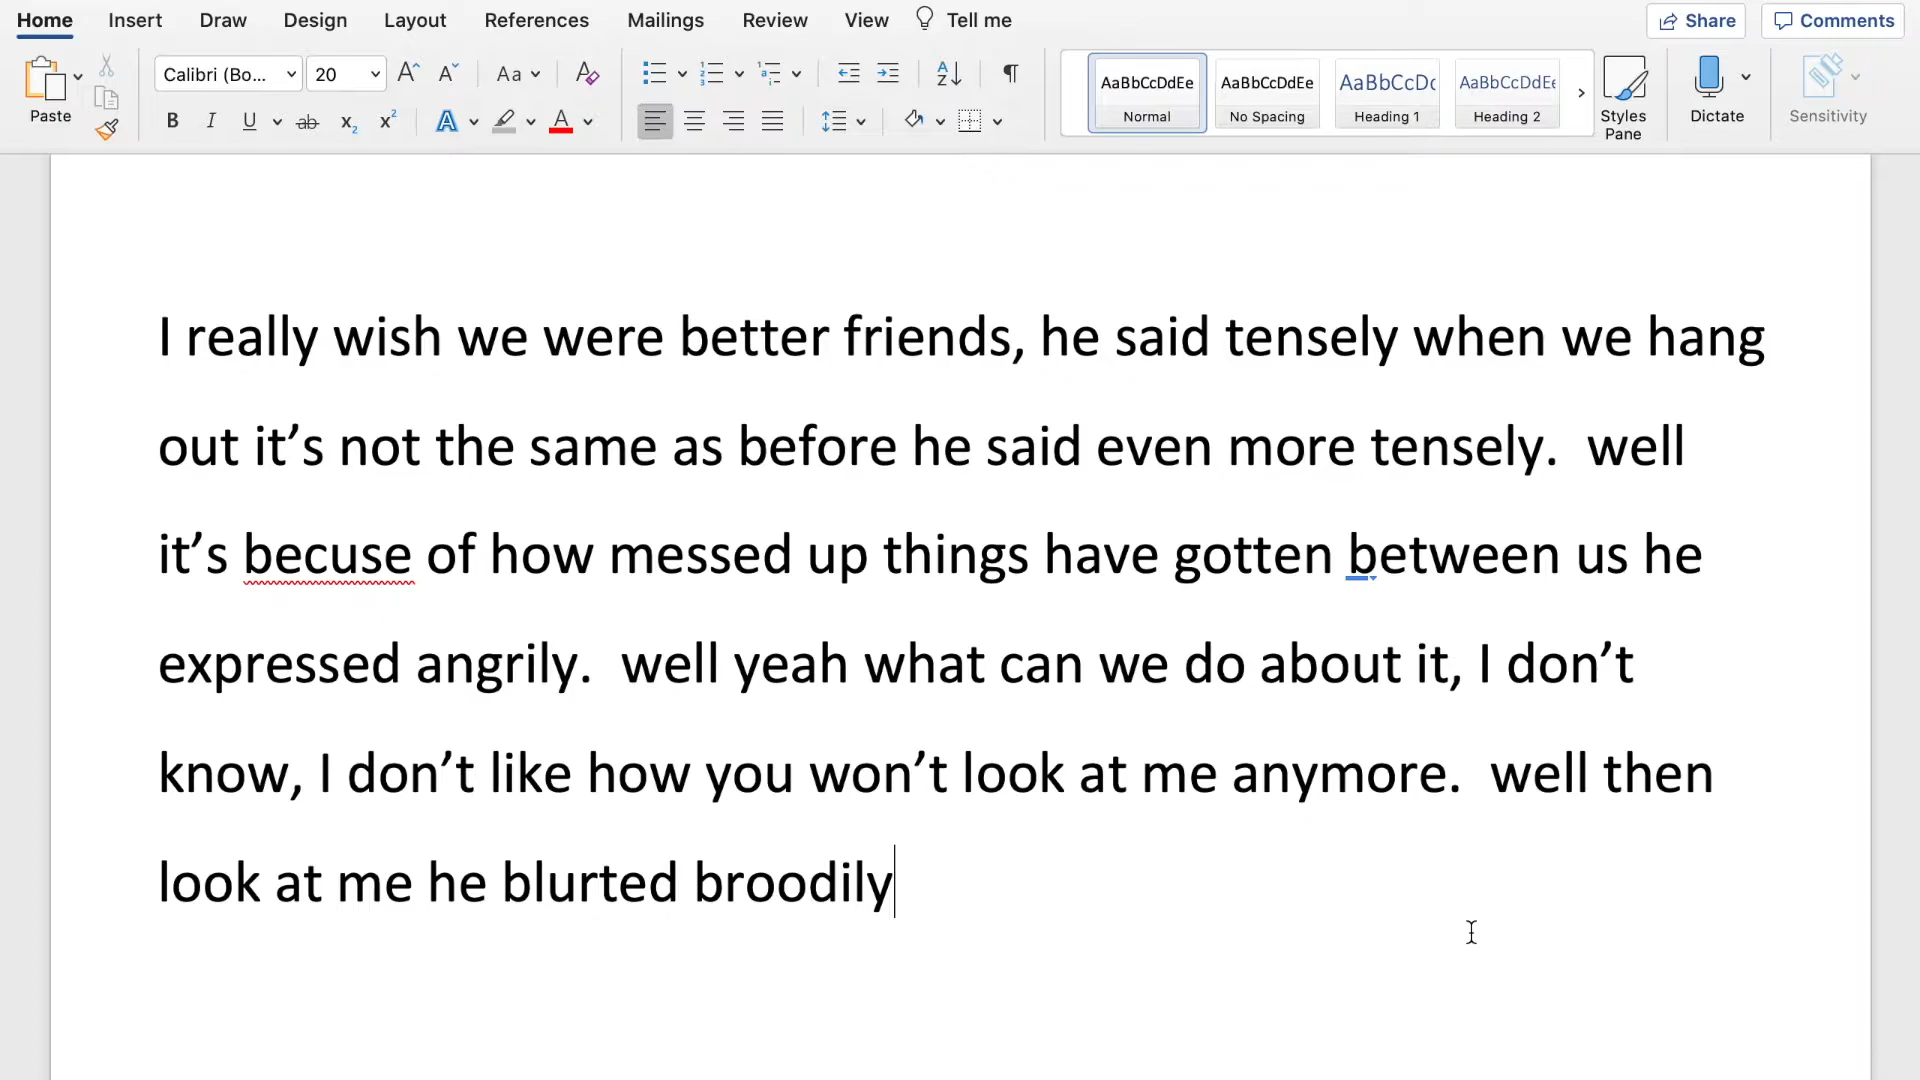 Home Insert Draw Design Layout References Mailings Review View Tell me Share Comments
Paste Calibri (Bo... 20 Aa AaBbCcDdEe AaBbCcDdEe AaBbCcDc AaBbCcDdEe
Normal No Spacing Heading 1 Heading 2 Styles Pane Dictate Sensitivity
I really wish we were better friends, he said tensely when we hang
out it’s not the same as before he said even more tensely.  well
it’s becuse of how messed up things have gotten between us he
expressed angrily.  well yeah what can we do about it, I don’t
know, I don’t like how you won’t look at me anymore.  well then
look at me he blurted broodily